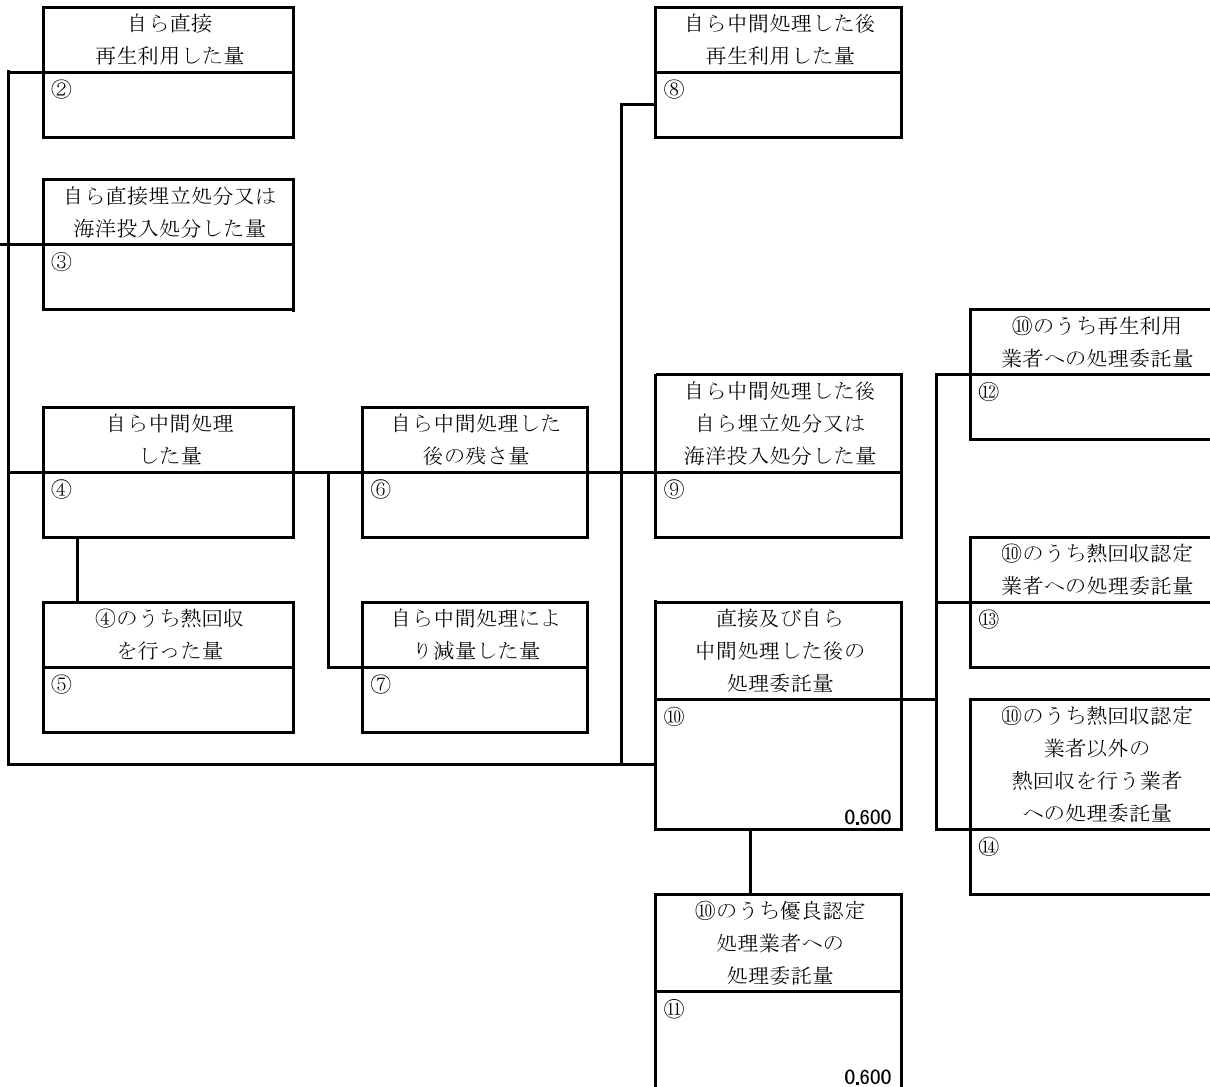 自ら直接
再生利用した量
②
自ら中間処理した後
再生利用した量
⑧
自ら直接埋立処分又は
海洋投入処分した量
③
⑩のうち再生利用
業者への処理委託量
⑫
自ら中間処理
した量
④
自ら中間処理した
後の残さ量
⑥
自ら中間処理した後
自ら埋立処分又は
海洋投入処分した量
⑨
⑩のうち熱回収認定
業者への処理委託量
⑬
④のうち熱回収
を行った量
⑤
自ら中間処理によ
り減量した量
⑦
直接及び自ら
中間処理した後の
処理委託量
⑩
0.600
⑩のうち熱回収認定
業者以外の
熱回収を行う業者
への処理委託量
⑭
⑩のうち優良認定
処理業者への
処理委託量
⑪
0.600